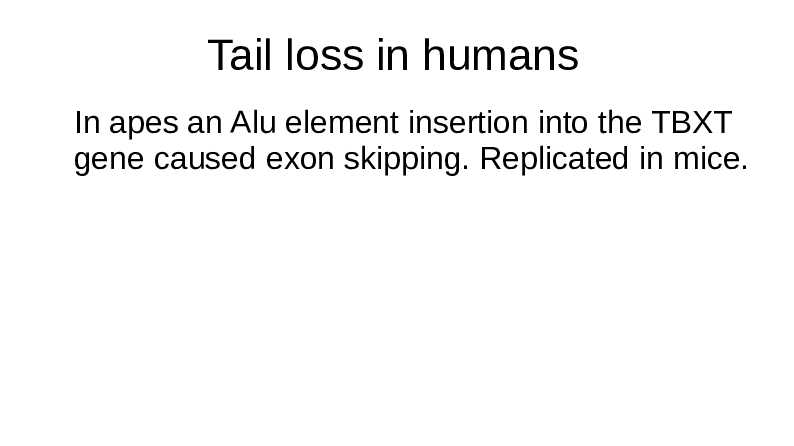 Tail loss in humans
In apes an Alu element insertion into the TBXT
gene caused exon skipping. Replicated in mice.